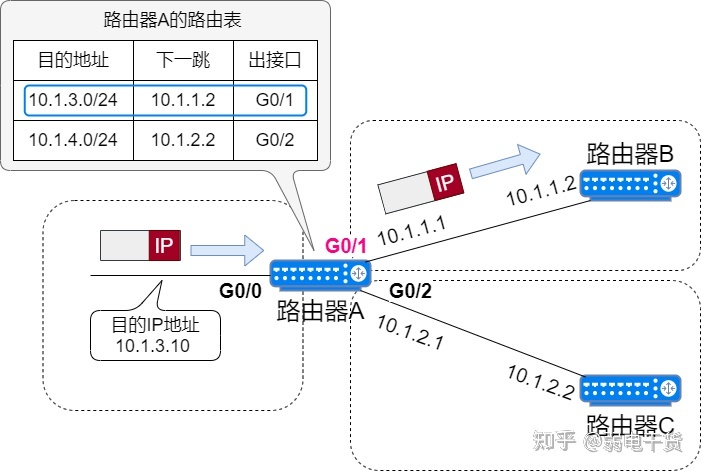 路由器A的路由表
目的地址 下一跳 出接口
10.1.3.0/24 10.1.1.2 G0/1
10.1.4.0/24 10.1.2.2 G0/2
IP
路由器B
10.1.1.2
10.1.1.1
IP
G0/1
G0/0
路由器A
G0/2
目的IP地址
10.1.3.10
10.1.2.1
10.1.2.2
路由器C
知乎 @弱电干货